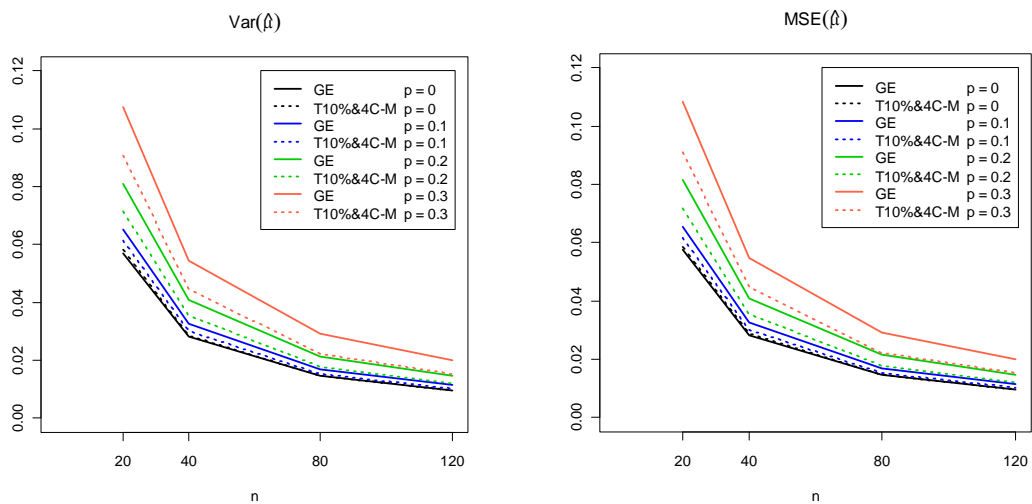 Var(μ̂)
0.00
0.02
0.04
0.06
0.08
0.10
0.12
GE p = 0
T10%&4C-M p = 0
GE p = 0.1
T10%&4C-M p = 0.1
GE p = 0.2
T10%&4C-M p = 0.2
GE p = 0.3
T10%&4C-M p = 0.3
20 40 80 120
n
MSE(μ̂)
0.00
0.02
0.04
0.06
0.08
0.10
0.12
GE p = 0
T10%&4C-M p = 0
GE p = 0.1
T10%&4C-M p = 0.1
GE p = 0.2
T10%&4C-M p = 0.2
GE p = 0.3
T10%&4C-M p = 0.3
20 40 80 120
n